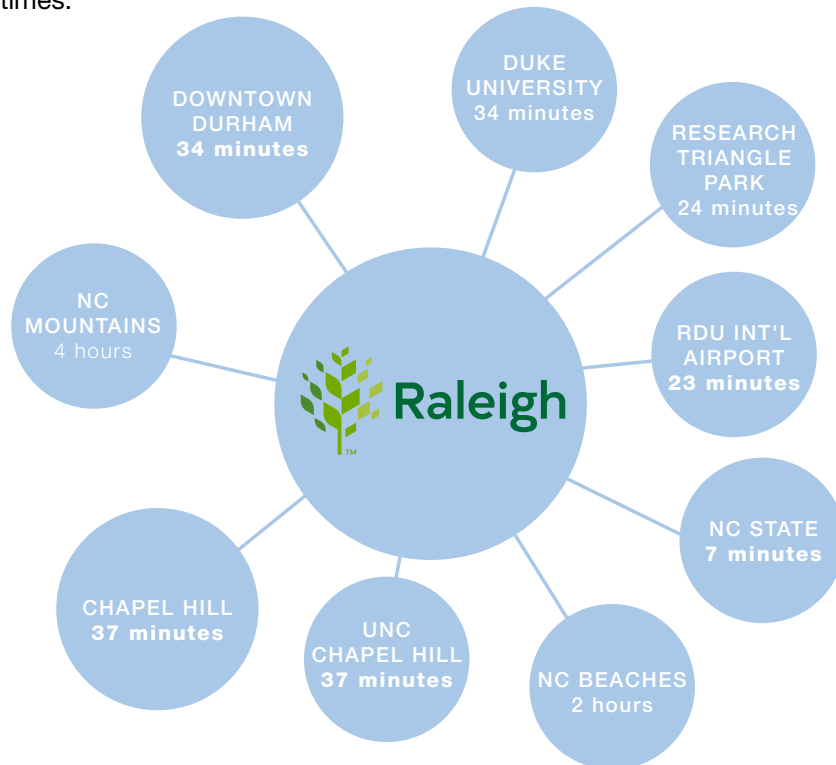 times:
DOWNTOWN
DURHAM
34 minutes
DUKE
UNIVERSITY
34 minutes
RESEARCH
TRIANGLE
PARK
24 minutes
NC
MOUNTAINS
4 hours
RDU INT'L
AIRPORT
23 minutes
Raleigh
TM
NC STATE
7 minutes
CHAPEL HILL
37 minutes
UNC
CHAPEL HILL
37 minutes
NC BEACHES
2 hours